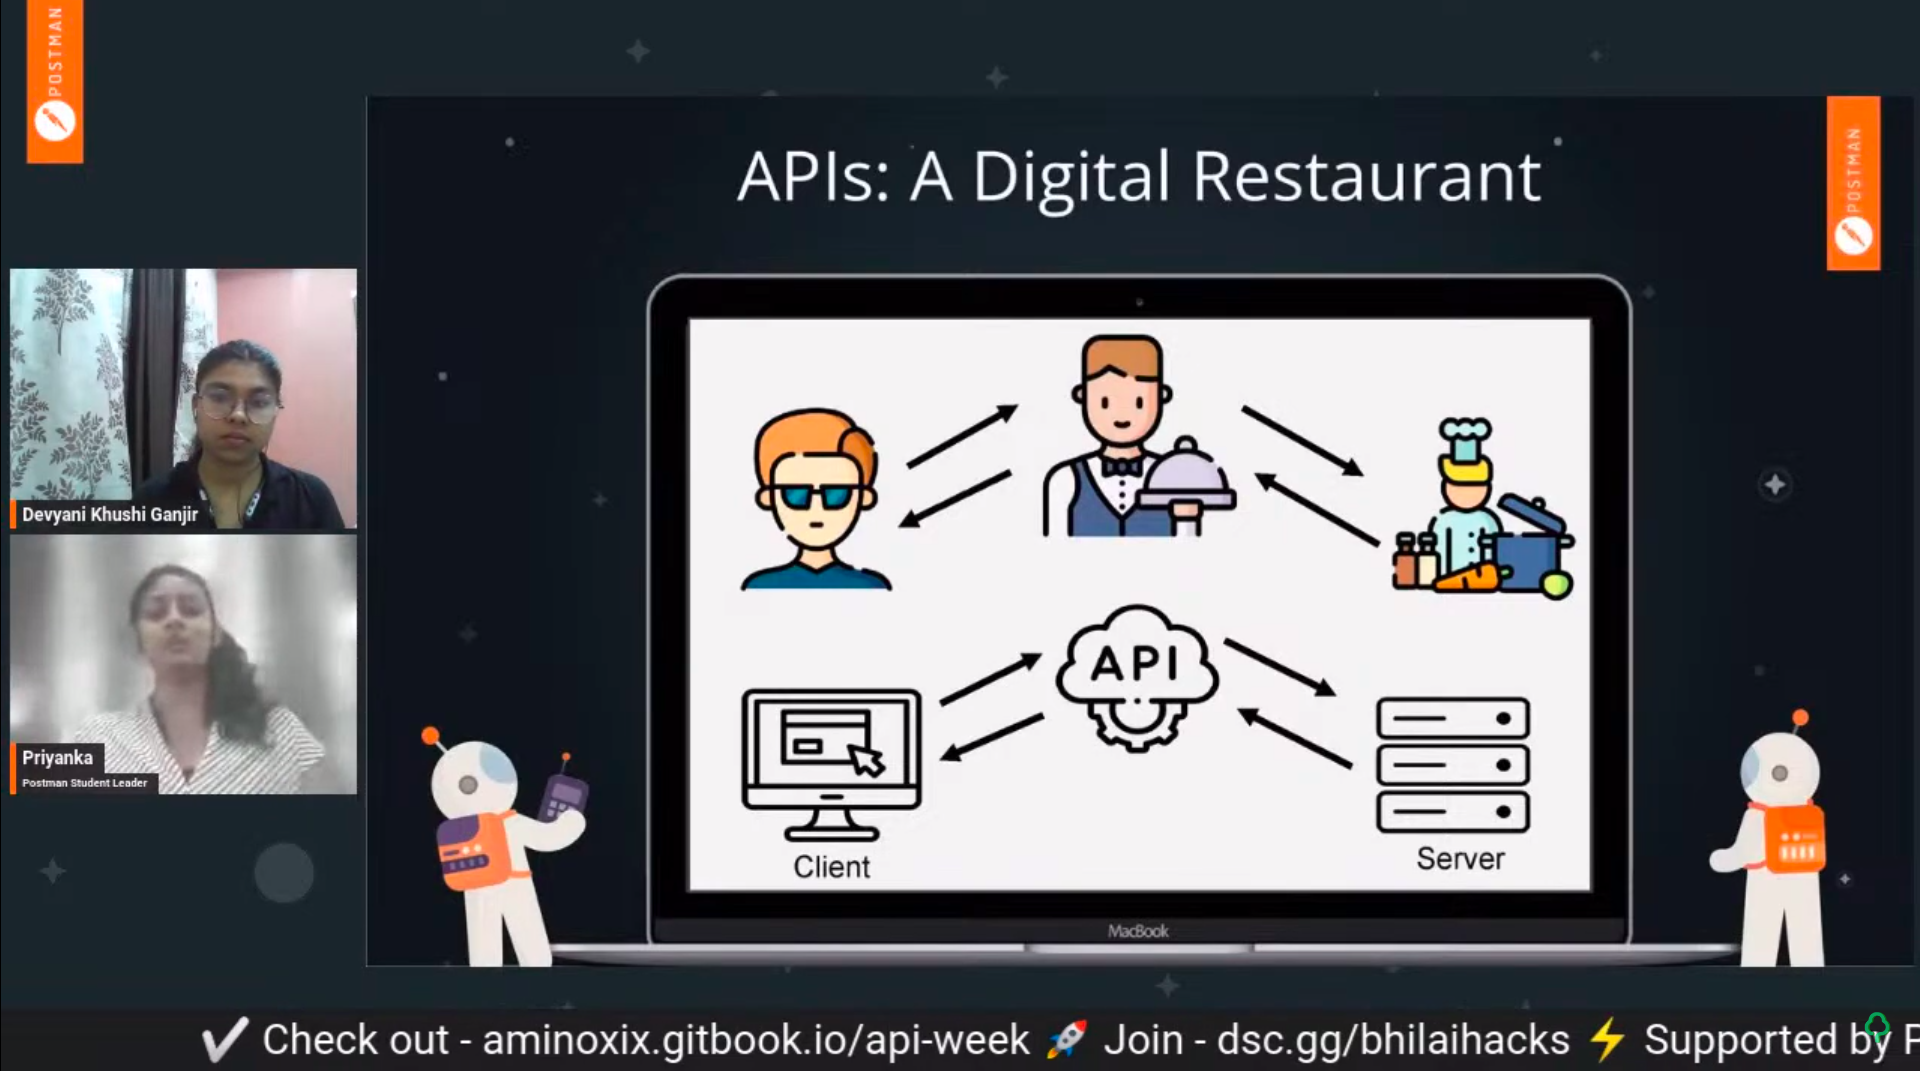 POSTMAN
APIs: A Digital Restaurant
POSTMAN
Devyani Khushi Ganjir
Priyanka
Postman Student Leader
API
Client
Server
MacBook
✔ Check out - aminoxix.gitbook.io/api-week 🚀 Join - dsc.gg/bhilaihacks ⚡ Supported by P